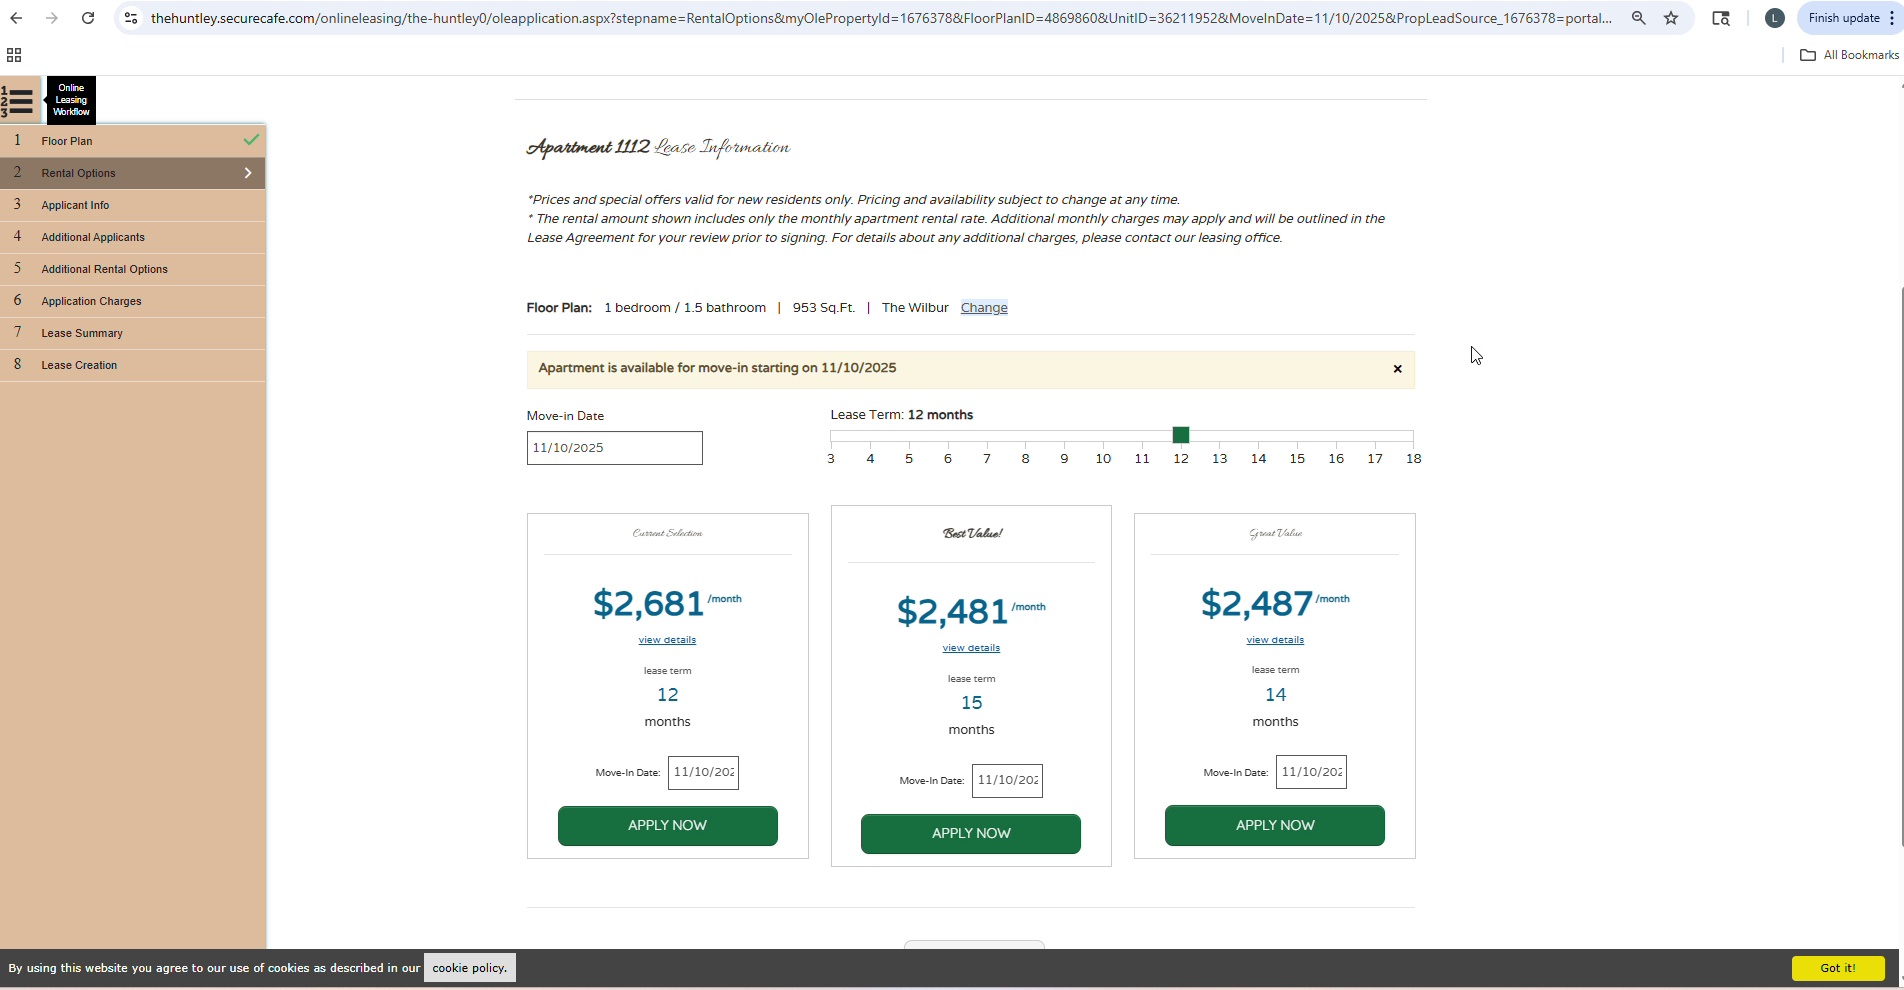 thehuntley.securecafe.com/onlineleasing/the-huntley0/oleapplication.aspx?stepname=RentalOptions&myOlePropertyId=1676378&FloorPlanID=4869860&UnitID=36211952&MoveInDate=11/10/2025&PropLeadSource_1676378=portal...
L
Finish update
All Bookmarks
Online
Leasing
Workflow
1 Floor Plan
2 Rental Options
3 Applicant Info
4 Additional Applicants
5 Additional Rental Options
6 Application Charges
7 Lease Summary
8 Lease Creation
Apartment 1112 Lease Information
*Prices and special offers valid for new residents only. Pricing and availability subject to change at any time.
* The rental amount shown includes only the monthly apartment rental rate. Additional monthly charges may apply and will be outlined in the
Lease Agreement for your review prior to signing. For details about any additional charges, please contact our leasing office.
Floor Plan: 1 bedroom / 1.5 bathroom | 953 Sq.Ft. | The Wilbur Change
Apartment is available for move-in starting on 11/10/2025 ×
Move-in Date
11/10/2025
Lease Term: 12 months
3 4 5 6 7 8 9 10 11 12 13 14 15 16 17 18
Current Selection
$2,681 /month
view details
lease term
12
months
Move-In Date: 11/10/202
APPLY NOW
Best Value!
$2,481 /month
view details
lease term
15
months
Move-In Date: 11/10/202
APPLY NOW
Great Value
$2,487 /month
view details
lease term
14
months
Move-In Date: 11/10/202
APPLY NOW
By using this website you agree to our use of cookies as described in our cookie policy.
Got it!